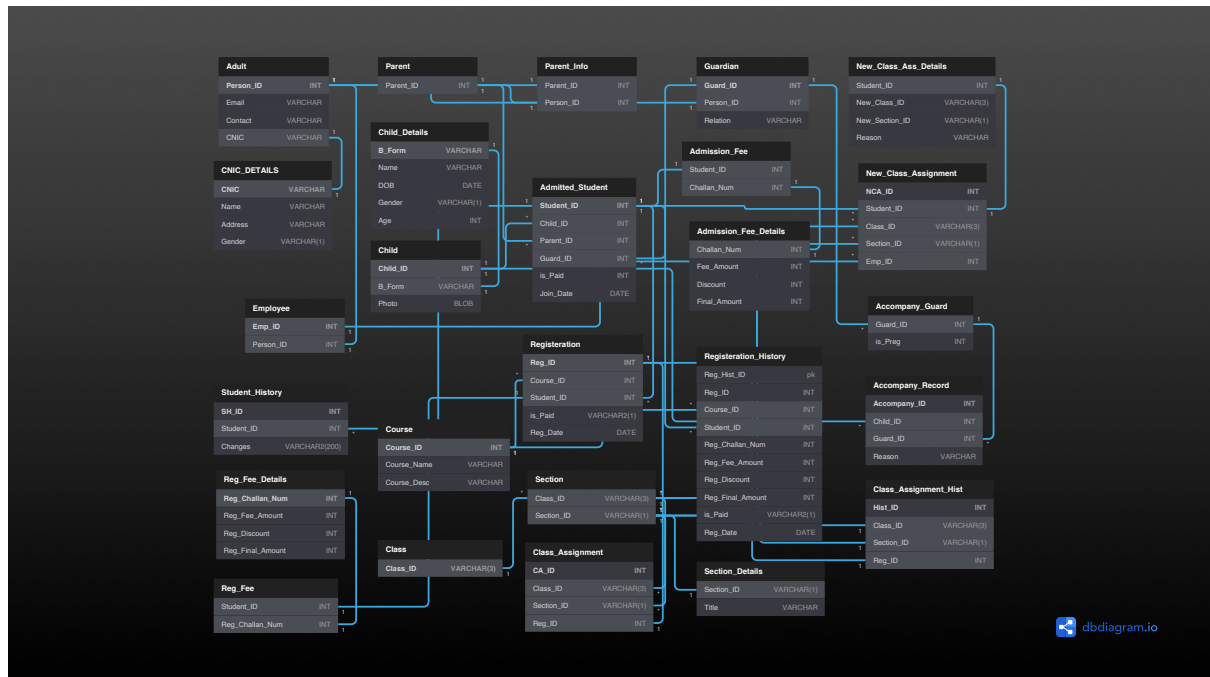 Adult
Person_ID INT
Email VARCHAR
Contact VARCHAR
CNIC VARCHAR
CNIC_DETAILS
CNIC VARCHAR
Name VARCHAR
Address VARCHAR
Gender VARCHAR(1)
Employee
Emp_ID INT
Person_ID INT
Student_History
SH_ID INT
Student_ID INT
Changes VARCHAR2(200)
Reg_Fee_Details
Reg_Challan_Num INT
Reg_Fee_Amount INT
Reg_Discount INT
Reg_Final_Amount INT
Reg_Fee
Student_ID INT
Reg_Challan_Num INT
Parent
Parent_ID INT
Child_Details
B_Form VARCHAR
Name VARCHAR
DOB DATE
Gender VARCHAR(1)
Age INT
Child
Child_ID INT
B_Form VARCHAR
Photo BLOB
Course
Course_ID INT
Course_Name VARCHAR
Course_Desc VARCHAR
Class
Class_ID VARCHAR(3)
Parent_Info
Parent_ID INT
Person_ID INT
Admitted_Student
Student_ID INT
Child_ID INT
Parent_ID INT
Guard_ID INT
is_Paid INT
Join_Date DATE
Registeration
Reg_ID INT
Course_ID INT
Student_ID INT
is_Paid VARCHAR2(1)
Reg_Date DATE
Section
Class_ID VARCHAR(3)
Section_ID VARCHAR(1)
Class_Assignment
CA_ID INT
Class_ID VARCHAR(3)
Section_ID VARCHAR(1)
Reg_ID INT
Guardian
Guard_ID INT
Person_ID INT
Relation VARCHAR
Admission_Fee
Student_ID INT
Challan_Num INT
Admission_Fee_Details
Challan_Num INT
Fee_Amount INT
Discount INT
Final_Amount INT
Registeration_History
Reg_Hist_ID pk
Reg_ID INT
Course_ID INT
Student_ID INT
Reg_Challan_Num INT
Reg_Fee_Amount INT
Reg_Discount INT
Reg_Final_Amount INT
is_Paid VARCHAR2(1)
Reg_Date DATE
Section_Details
Section_ID VARCHAR(1)
Title VARCHAR
New_Class_Ass_Details
Student_ID INT
New_Class_ID VARCHAR(3)
New_Section_ID VARCHAR(1)
Reason VARCHAR
New_Class_Assignment
NCA_ID INT
Student_ID INT
Class_ID VARCHAR(3)
Section_ID VARCHAR(1)
Emp_ID INT
Accompany_Guard
Guard_ID INT
is_Preg INT
Accompany_Record
Accompany_ID INT
Child_ID INT
Guard_ID INT
Reason VARCHAR
Class_Assignment_Hist
Hist_ID INT
Class_ID VARCHAR(3)
Section_ID VARCHAR(1)
Reg_ID INT
dbdiagram.io